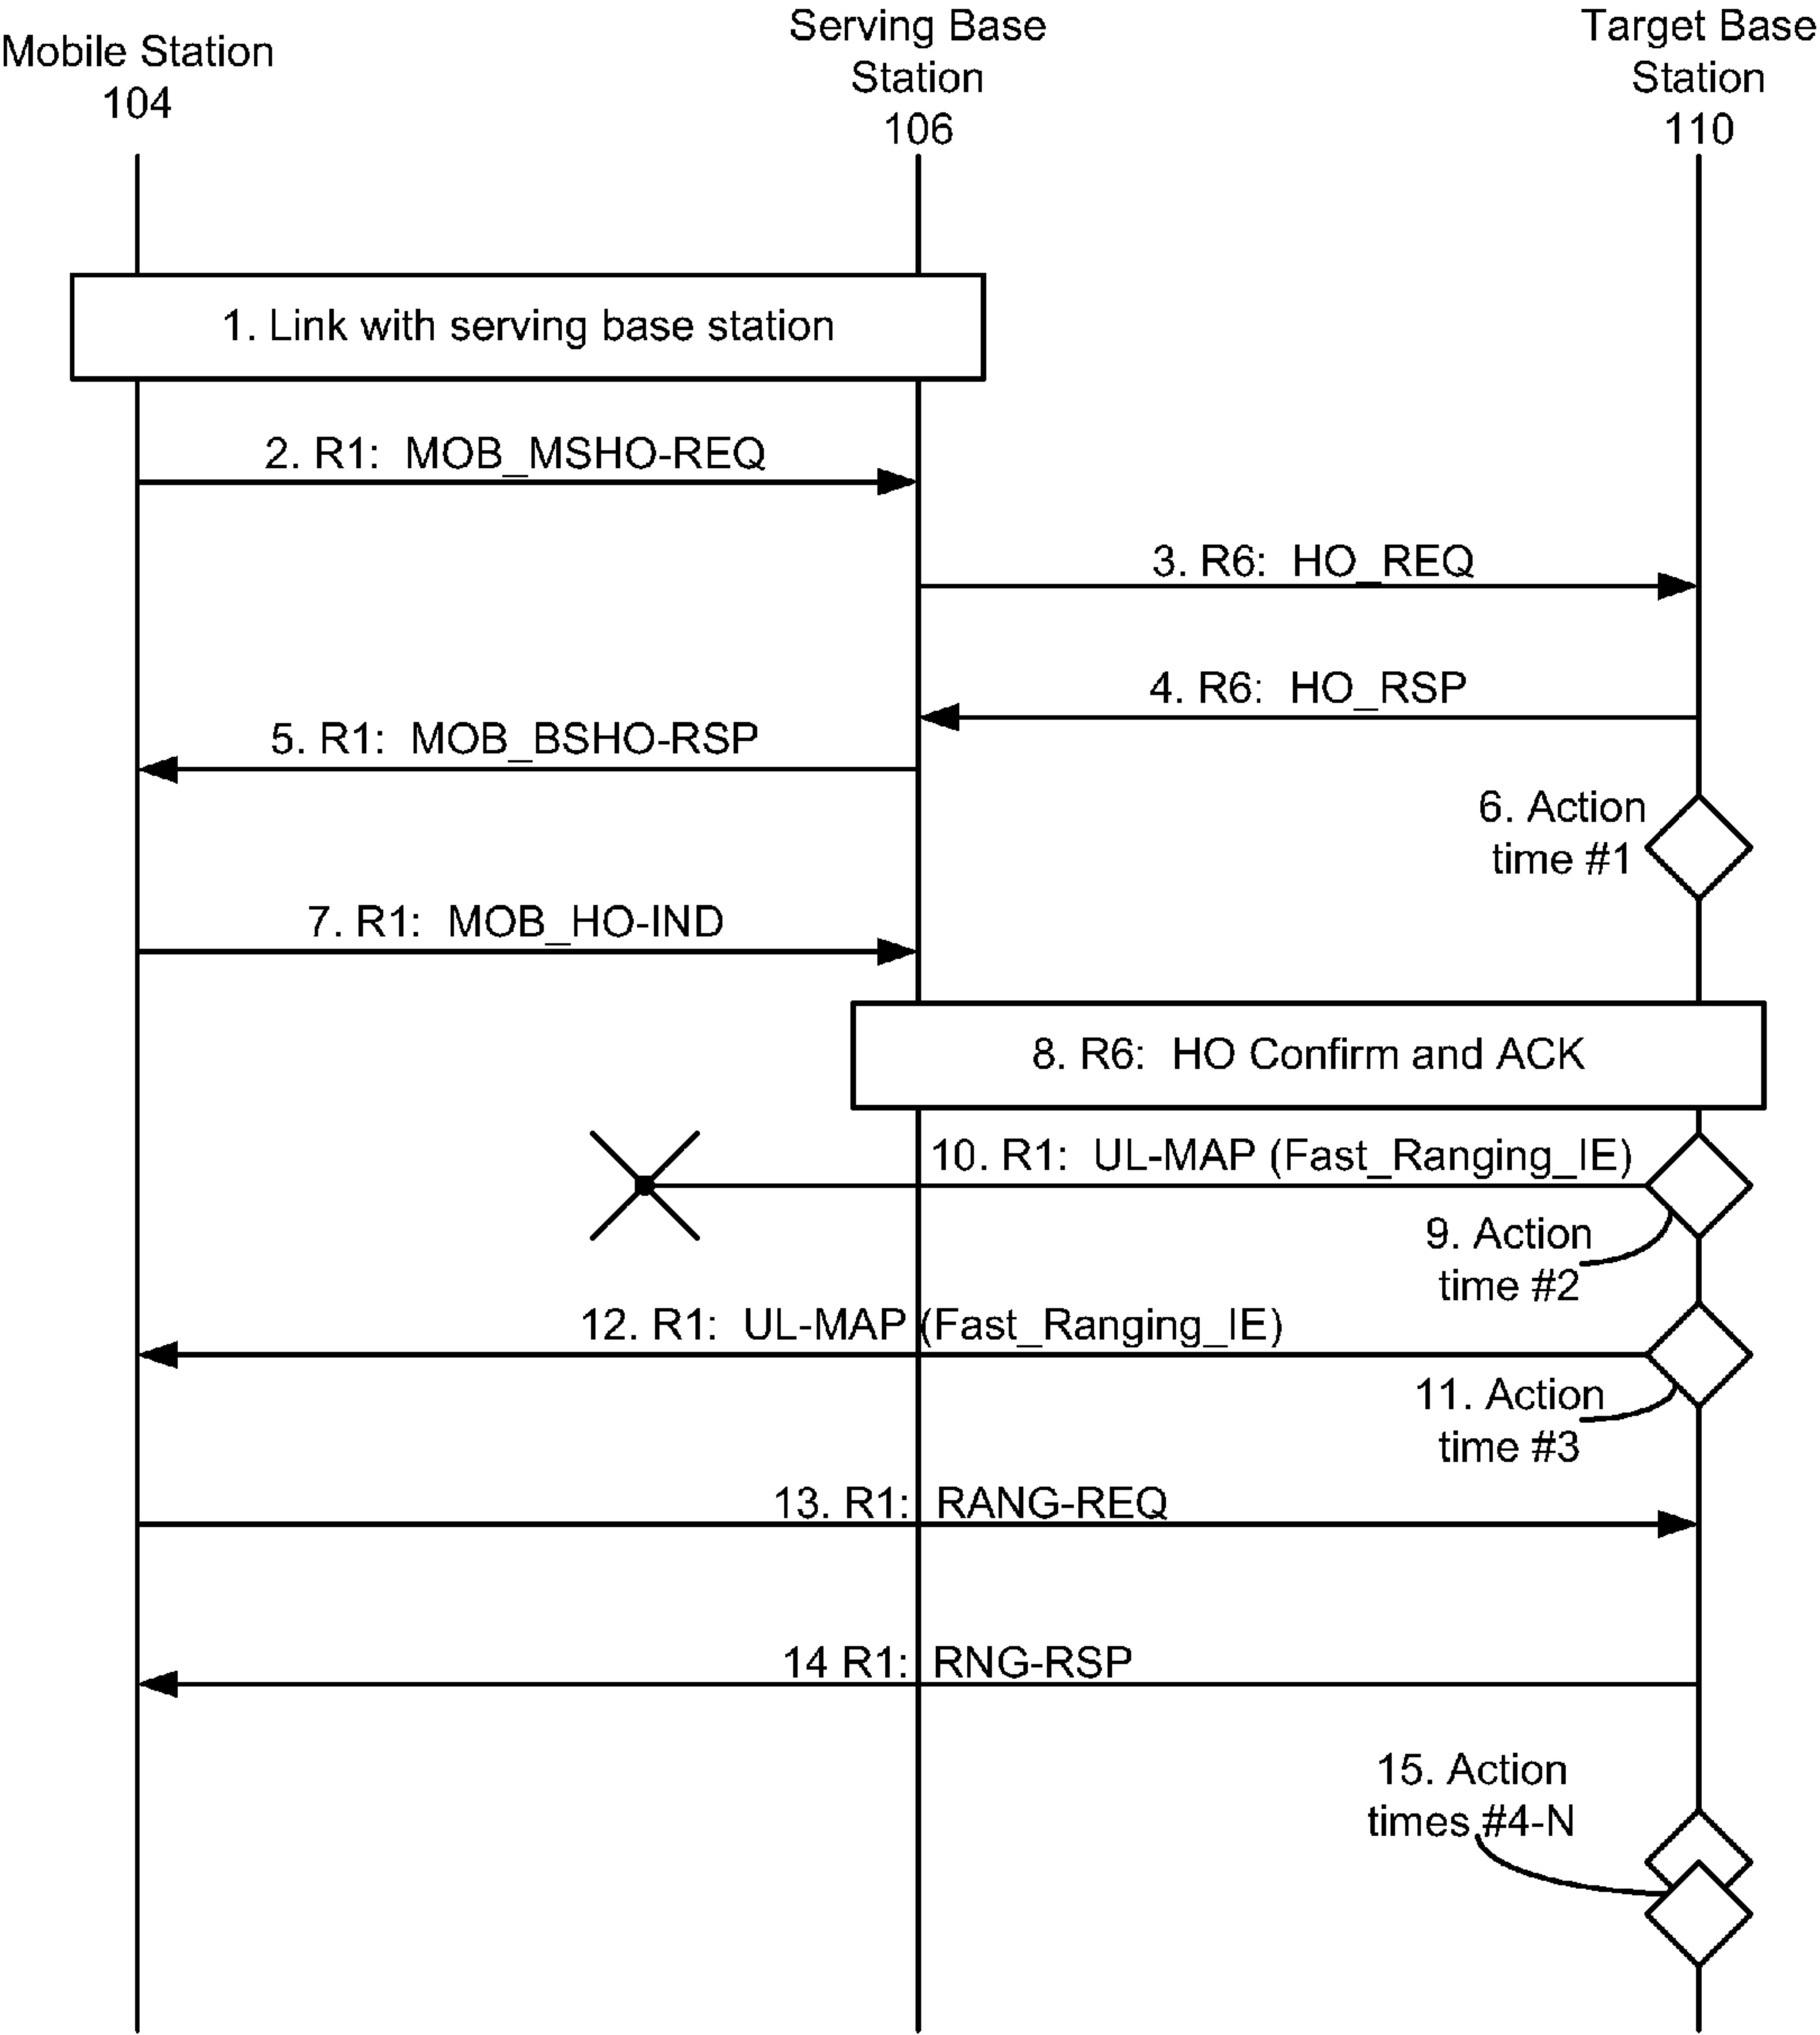 Mobile Station
104
Serving Base
Station
106
Target Base
Station
110
1. Link with serving base station
2. R1: MOB_MSHO-REQ
3. R6: HO_REQ
4. R6: HO_RSP
5. R1: MOB_BSHO-RSP
6. Action
time #1
7. R1: MOB_HO-IND
8. R6: HO Confirm and ACK
10. R1: UL-MAP (Fast_Ranging_IE)
9. Action
time #2
12. R1: UL-MAP (Fast_Ranging_IE)
11. Action
time #3
13. R1: RANG-REQ
14 R1: RNG-RSP
15. Action
times #4-N